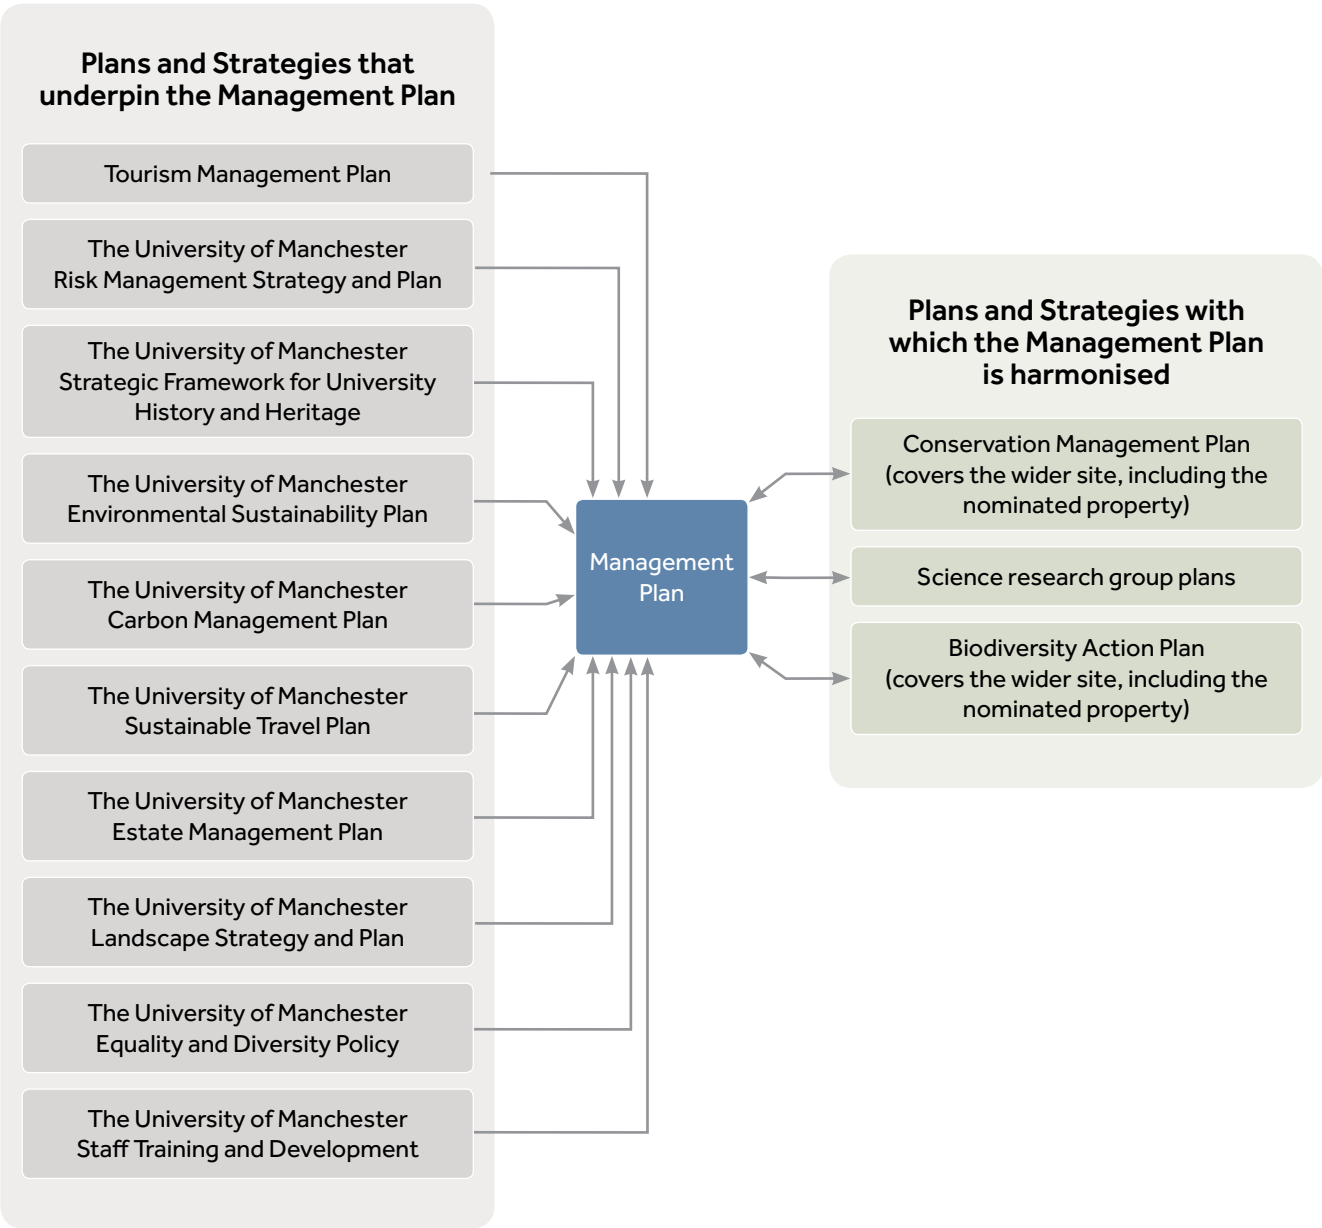 Plans and Strategies that
underpin the Management Plan
Tourism Management Plan
The University of Manchester
Risk Management Strategy and Plan
The University of Manchester
Strategic Framework for University
History and Heritage
The University of Manchester
Environmental Sustainability Plan
The University of Manchester
Carbon Management Plan
The University of Manchester
Sustainable Travel Plan
The University of Manchester
Estate Management Plan
The University of Manchester
Landscape Strategy and Plan
The University of Manchester
Equality and Diversity Policy
The University of Manchester
Staff Training and Development
Management
Plan
Plans and Strategies with
which the Management Plan
is harmonised
Conservation Management Plan
(covers the wider site, including the
nominated property)
Science research group plans
Biodiversity Action Plan
(covers the wider site, including the
nominated property)